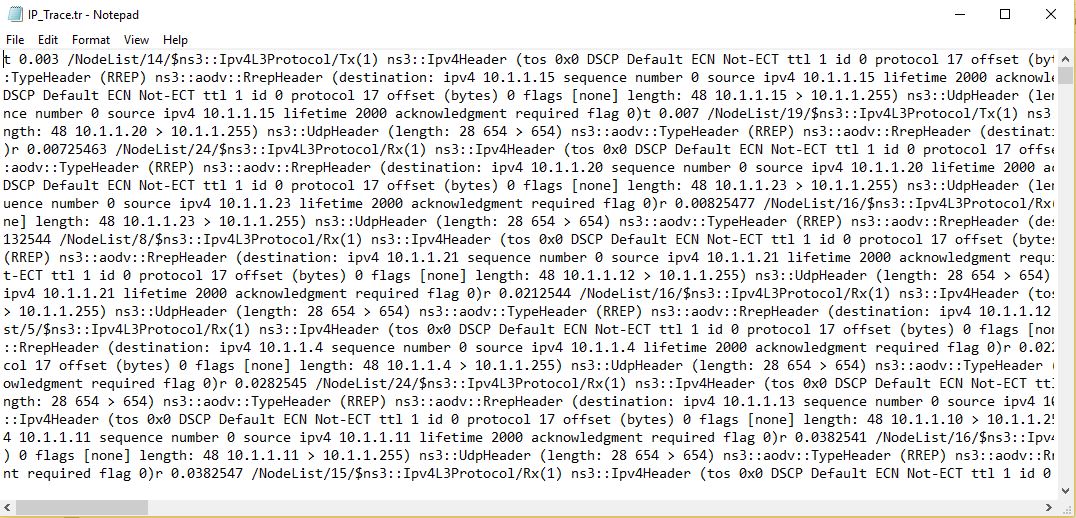 IP_Trace.tr - Notepad
File Edit Format View Help
t 0.003 /NodeList/14/$ns3::Ipv4L3Protocol/Tx(1) ns3::Ipv4Header (tos 0x0 DSCP Default ECN Not-ECT ttl 1 id 0 protocol 17 offset (byt
:TypeHeader (RREP) ns3::aodv::RrepHeader (destination: ipv4 10.1.1.15 sequence number 0 source ipv4 10.1.1.15 lifetime 2000 acknowle
DSCP Default ECN Not-ECT ttl 1 id 0 protocol 17 offset (bytes) 0 flags [none] length: 48 10.1.1.15 > 10.1.1.255) ns3::UdpHeader (len
nce number 0 source ipv4 10.1.1.15 lifetime 2000 acknowledgment required flag 0)t 0.007 /NodeList/19/$ns3::Ipv4L3Protocol/Tx(1) ns3
ngth: 48 10.1.1.20 > 10.1.1.255) ns3::UdpHeader (length: 28 654 > 654) ns3::aodv::TypeHeader (RREP) ns3::aodv::RrepHeader (destinat:
)r 0.00725463 /NodeList/24/$ns3::Ipv4L3Protocol/Rx(1) ns3::Ipv4Header (tos 0x0 DSCP Default ECN Not-ECT ttl 1 id 0 protocol 17 offse
:aodv::TypeHeader (RREP) ns3::aodv::RrepHeader (destination: ipv4 10.1.1.20 sequence number 0 source ipv4 10.1.1.20 lifetime 2000 ac
DSCP Default ECN Not-ECT ttl 1 id 0 protocol 17 offset (bytes) 0 flags [none] length: 48 10.1.1.23 > 10.1.1.255) ns3::UdpHeader (len
uence number 0 source ipv4 10.1.1.23 lifetime 2000 acknowledgment required flag 0)r 0.00825477 /NodeList/16/$ns3::Ipv4L3Protocol/Rx(
ne] length: 48 10.1.1.23 > 10.1.1.255) ns3::UdpHeader (length: 28 654 > 654) ns3::aodv::TypeHeader (RREP) ns3::aodv::RrepHeader (des
132544 /NodeList/8/$ns3::Ipv4L3Protocol/Rx(1) ns3::Ipv4Header (tos 0x0 DSCP Default ECN Not-ECT ttl 1 id 0 protocol 17 offset (bytes
(RREP) ns3::aodv::RrepHeader (destination: ipv4 10.1.1.21 sequence number 0 source ipv4 10.1.1.21 lifetime 2000 acknowledgment requ:
t-ECT ttl 1 id 0 protocol 17 offset (bytes) 0 flags [none] length: 48 10.1.1.12 > 10.1.1.255) ns3::UdpHeader (length: 28 654 > 654)
ipv4 10.1.1.21 lifetime 2000 acknowledgment required flag 0)r 0.0212544 /NodeList/16/$ns3::Ipv4L3Protocol/Rx(1) ns3::Ipv4Header (tos
> 10.1.1.255) ns3::UdpHeader (length: 28 654 > 654) ns3::aodv::TypeHeader (RREP) ns3::aodv::RrepHeader (destination: ipv4 10.1.1.12
st/5/$ns3::Ipv4L3Protocol/Rx(1) ns3::Ipv4Header (tos 0x0 DSCP Default ECN Not-ECT ttl 1 id 0 protocol 17 offset (bytes) 0 flags [non
::RrepHeader (destination: ipv4 10.1.1.4 sequence number 0 source ipv4 10.1.1.4 lifetime 2000 acknowledgment required flag 0)r 0.022
col 17 offset (bytes) 0 flags [none] length: 48 10.1.1.4 > 10.1.1.255) ns3::UdpHeader (length: 28 654 > 654) ns3::aodv::TypeHeader (
owledgment required flag 0)r 0.0282545 /NodeList/24/$ns3::Ipv4L3Protocol/Rx(1) ns3::Ipv4Header (tos 0x0 DSCP Default ECN Not-ECT tt:
ngth: 28 654 > 654) ns3::aodv::TypeHeader (RREP) ns3::aodv::RrepHeader (destination: ipv4 10.1.1.13 sequence number 0 source ipv4 10
::Ipv4Header (tos 0x0 DSCP Default ECN Not-ECT ttl 1 id 0 protocol 17 offset (bytes) 0 flags [none] length: 48 10.1.1.10 > 10.1.1.25
4 10.1.1.11 sequence number 0 source ipv4 10.1.1.11 lifetime 2000 acknowledgment required flag 0)r 0.0382541 /NodeList/16/$ns3::Ipv4
) 0 flags [none] length: 48 10.1.1.11 > 10.1.1.255) ns3::UdpHeader (length: 28 654 > 654) ns3::aodv::TypeHeader (RREP) ns3::aodv::Rr
nt required flag 0)r 0.0382547 /NodeList/15/$ns3::Ipv4L3Protocol/Rx(1) ns3::Ipv4Header (tos 0x0 DSCP Default ECN Not-ECT ttl 1 id 0